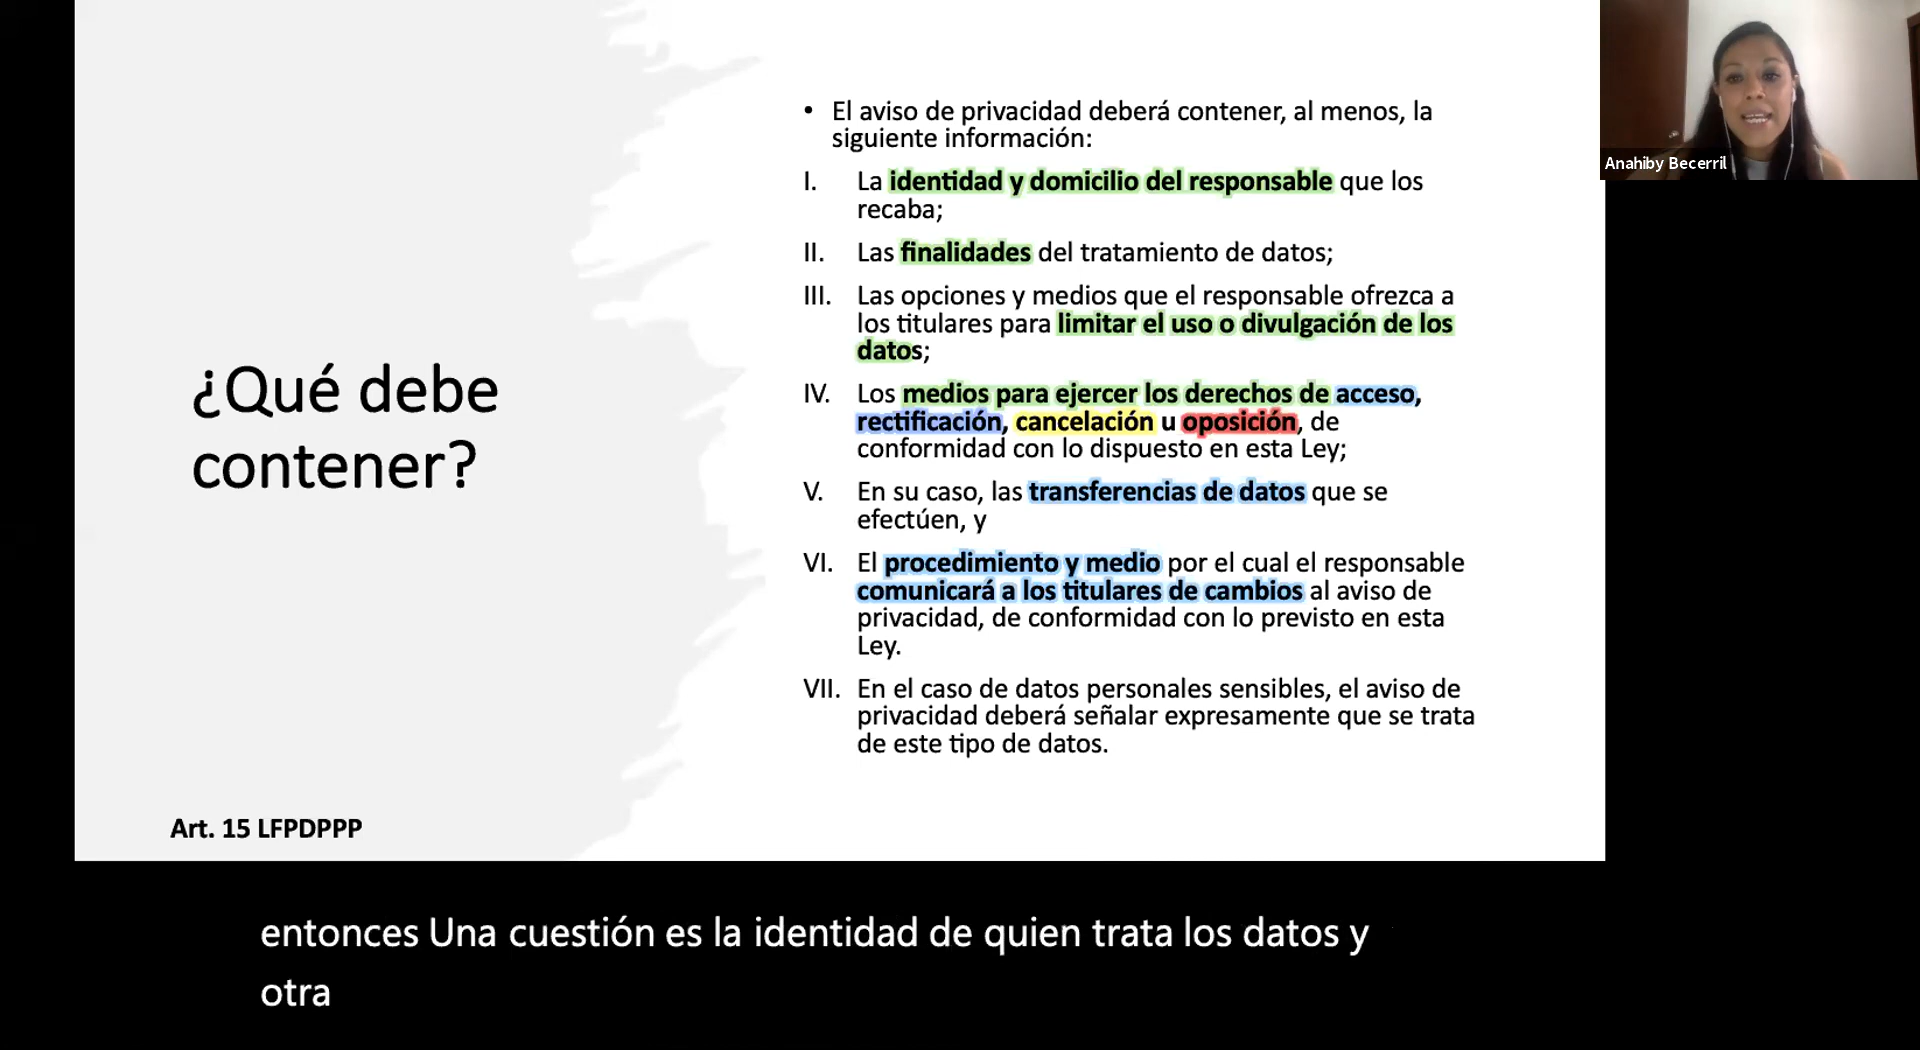 ¿Qué debe
contener?
Art. 15 LFPDPPP
• El aviso de privacidad deberá contener, al menos, la
siguiente información:
I. La identidad y domicilio del responsable que los
recaba;
II. Las finalidades del tratamiento de datos;
III. Las opciones y medios que el responsable ofrezca a
los titulares para limitar el uso o divulgación de los
datos;
IV. Los medios para ejercer los derechos de acceso,
rectificación, cancelación u oposición, de
conformidad con lo dispuesto en esta Ley;
V. En su caso, las transferencias de datos que se
efectúen, y
VI. El procedimiento y medio por el cual el responsable
comunicará a los titulares de cambios al aviso de
privacidad, de conformidad con lo previsto en esta
Ley.
VII. En el caso de datos personales sensibles, el aviso de
privacidad deberá señalar expresamente que se trata
de este tipo de datos.
Anahiby Becerril
entonces Una cuestión es la identidad de quien trata los datos y
otra